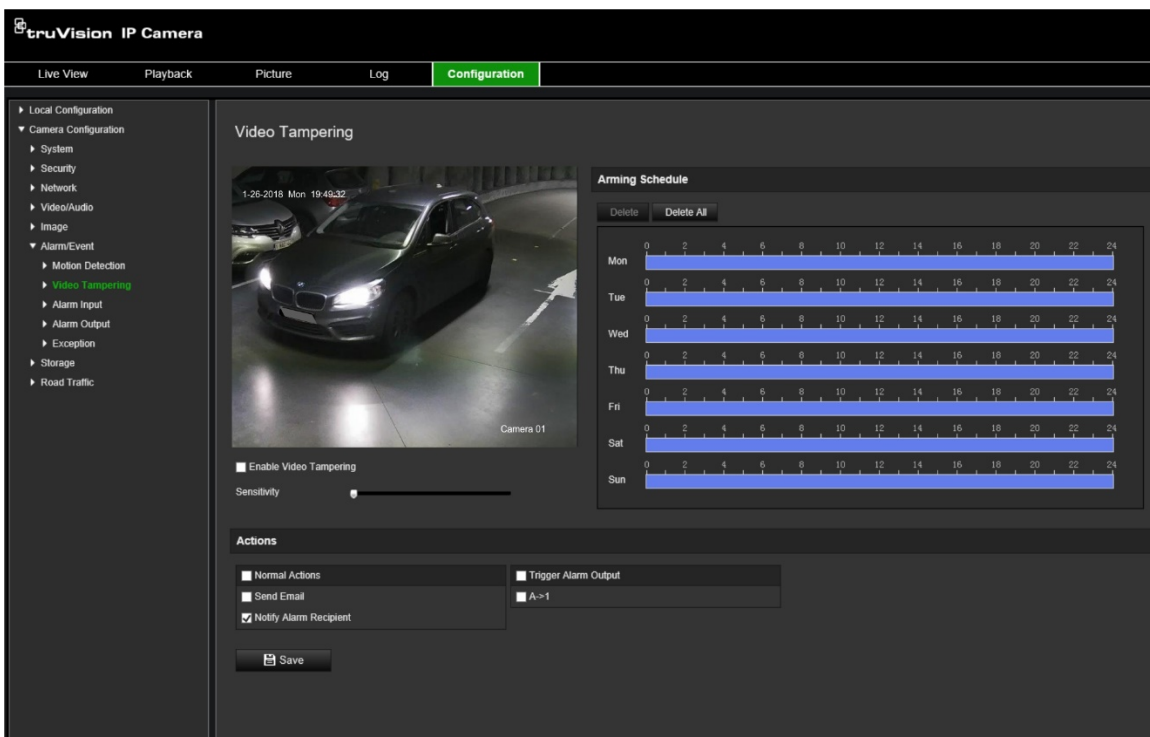 truVision IP Camera
Live View Playback Picture Log Configuration
Local Configuration
Camera Configuration
System
Security
Network
Video/Audio
Image
Alarm/Event
Motion Detection
Video Tampering
Alarm Input
Alarm Output
Exception
Storage
Road Traffic
Video Tampering
1-26-2018 Mon 19:49:32
Camera 01
Enable Video Tampering
Sensitivity
Arming Schedule
Delete Delete All
0 2 4 6 8 10 12 14 16 18 20 22 24
Mon
0 2 4 6 8 10 12 14 16 18 20 22 24
Tue
0 2 4 6 8 10 12 14 16 18 20 22 24
Wed
0 2 4 6 8 10 12 14 16 18 20 22 24
Thu
0 2 4 6 8 10 12 14 16 18 20 22 24
Fri
0 2 4 6 8 10 12 14 16 18 20 22 24
Sat
0 2 4 6 8 10 12 14 16 18 20 22 24
Sun
Actions
Normal Actions Trigger Alarm Output
Send Email A->1
Notify Alarm Recipient
Save